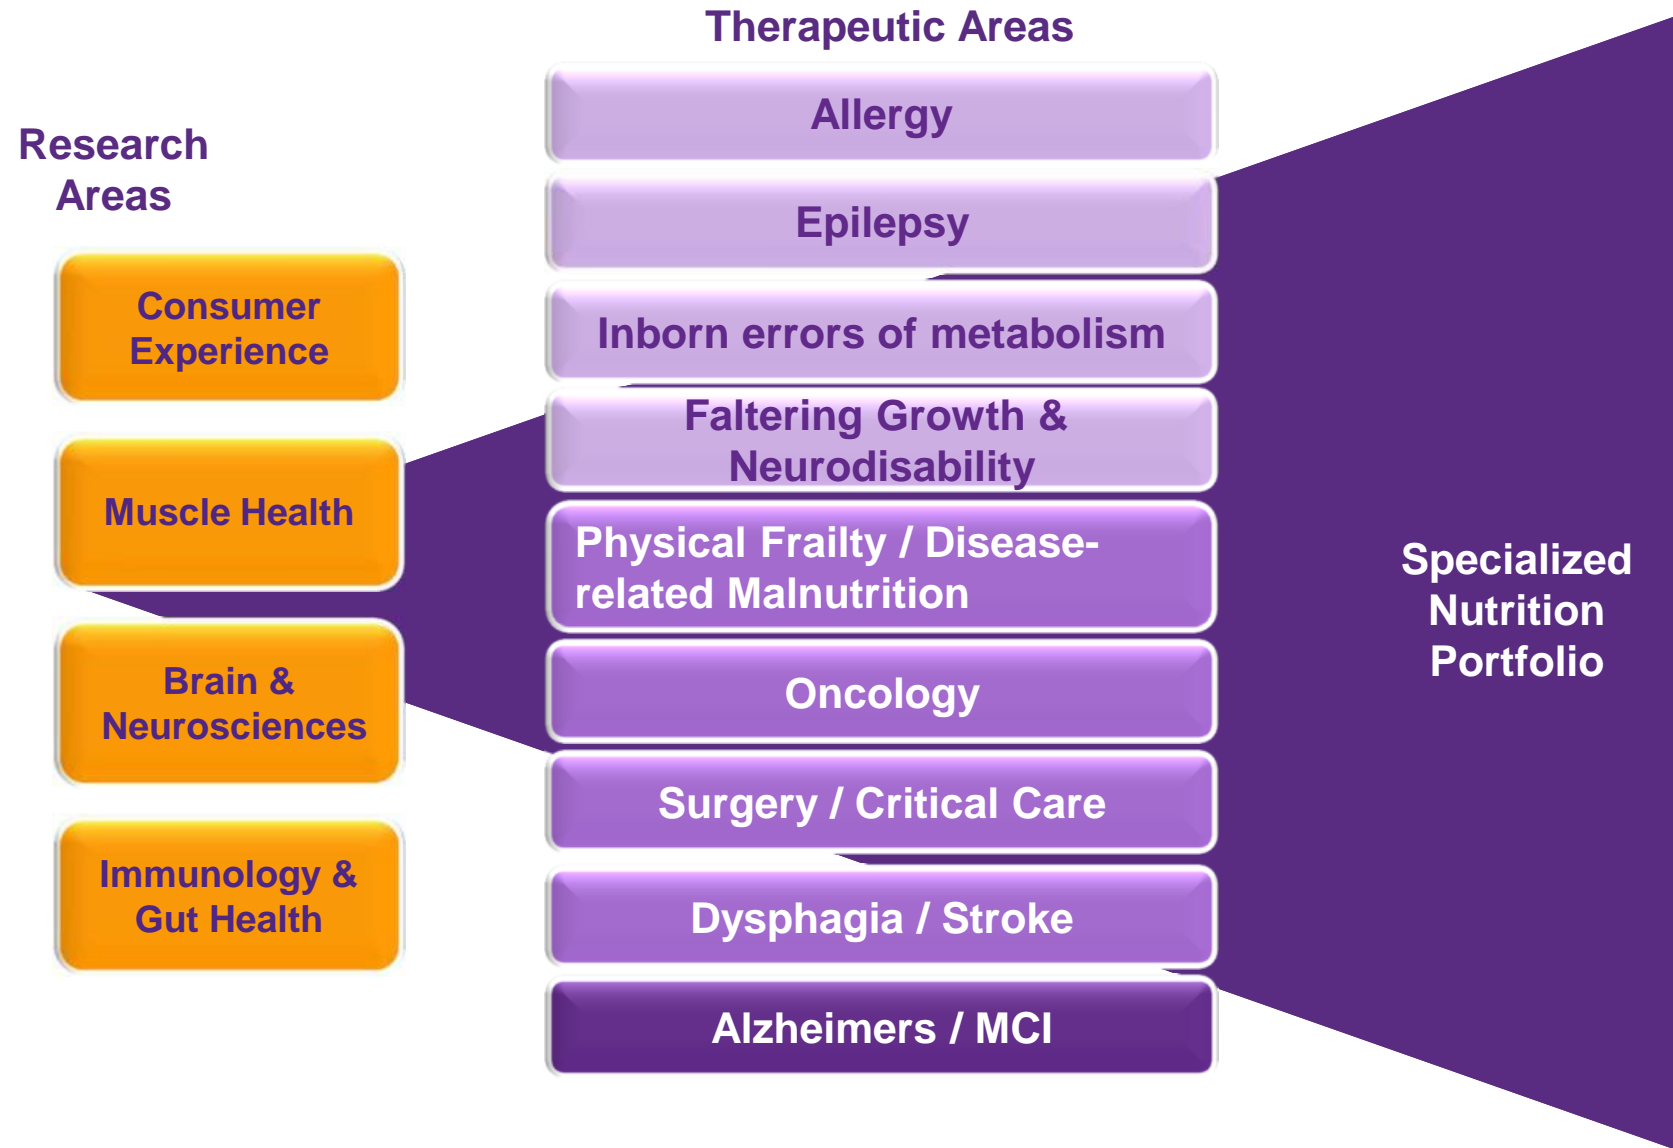 Therapeutic Areas
Research
Areas
Consumer
Experience
Muscle Health
Brain &
Neurosciences
Immunology &
Gut Health
Allergy
Epilepsy
Inborn errors of metabolism
Faltering Growth &
Neurodisability
Physical Frailty / Disease-
related Malnutrition
Oncology
Surgery / Critical Care
Dysphagia / Stroke
Alzheimers / MCI
Specialized
Nutrition
Portfolio